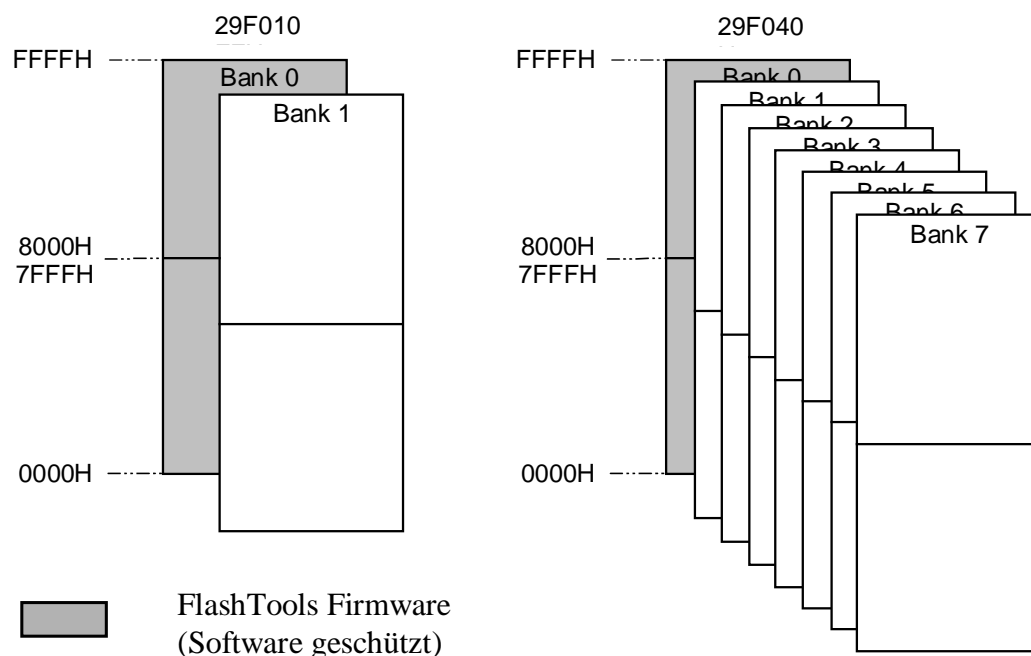 29F010
FFFFH
Bank 0
Bank 1
8000H
7FFFH
0000H
29F040
FFFFH
Bank 0
Bank 1
Bank 2
Bank 3
Bank 4
Bank 5
Bank 6
Bank 7
8000H
7FFFH
0000H
FlashTools Firmware
(Software geschützt)